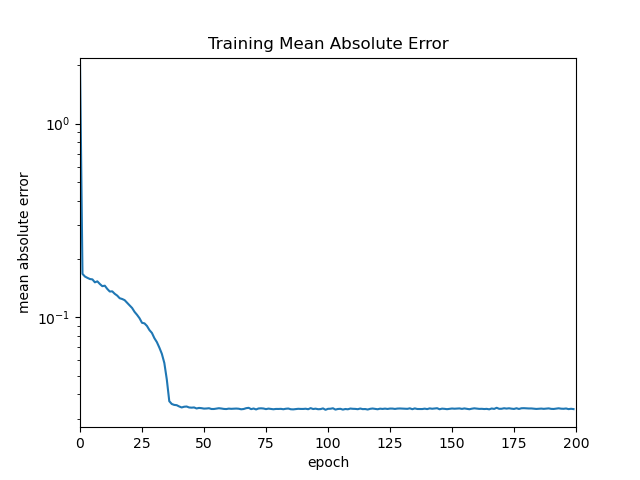 Training Mean Absolute Error
mean absolute error
10⁰
10⁻¹
0 25 50 75 100 125 150 175 200
epoch